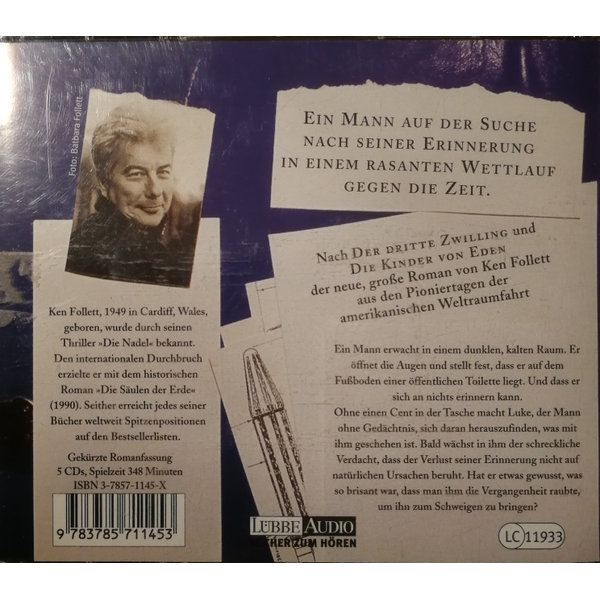 Foto: Barbara Follett
EIN MANN AUF DER SUCHE
NACH SEINER ERINNERUNG
IN EINEM RASANTEN WETTLAUF
GEGEN DIE ZEIT.
Nach DER DRITTE ZWILLING und
DIE KINDER VON EDEN
der neue, große Roman von Ken Follett
aus den Pioniertagen der
amerikanischen Weltraumfahrt
Ken Follett, 1949 in Cardiff, Wales,
geboren, wurde durch seinen
Thriller »Die Nadel« bekannt.
Den internationalen Durchbruch
erzielte er mit dem historischen
Roman »Die Säulen der Erde«
(1990). Seither erreicht jedes seiner
Bücher weltweit Spitzenpositionen
auf den Bestsellerlisten.
Gekürzte Romanfassung
5 CDs, Spielzeit 348 Minuten
ISBN 3-7857-1145-X
9 783785 711453
Ein Mann erwacht in einem dunklen, kalten Raum. Er
öffnet die Augen und stellt fest, dass er auf dem
Fußboden einer öffentlichen Toilette liegt. Und dass er
sich an nichts erinnern kann.
Ohne einen Cent in der Tasche macht Luke, der Mann
ohne Gedächtnis, sich daran herauszufinden, was mit
ihm geschehen ist. Bald wächst in ihm der schreckliche
Verdacht, dass der Verlust seiner Erinnerung nicht auf
natürlichen Ursachen beruht. Hat er etwas gewusst, was
so brisant war, dass man ihm die Vergangenheit raubte,
um ihn zum Schweigen zu bringen?
LÜBBE AUDIO
CHER ZUM HÖREN
LC 11933